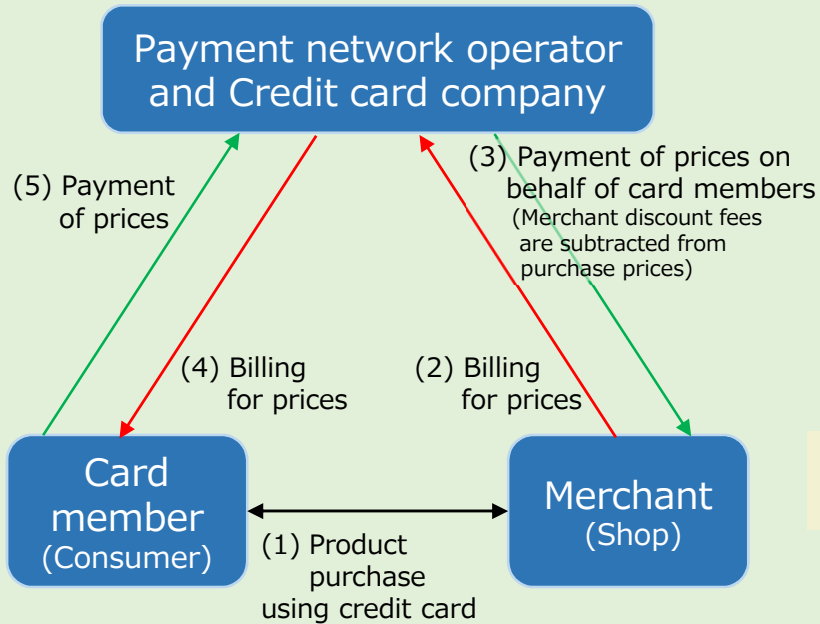 Payment network operator
and Credit card company
(3) Payment of prices on
behalf of card members
(Merchant discount fees
are subtracted from
purchase prices)
(5) Payment
of prices
(4) Billing
for prices
(2) Billing
for prices
Card
member
(Consumer)
Merchant
(Shop)
(1) Product
purchase
using credit card